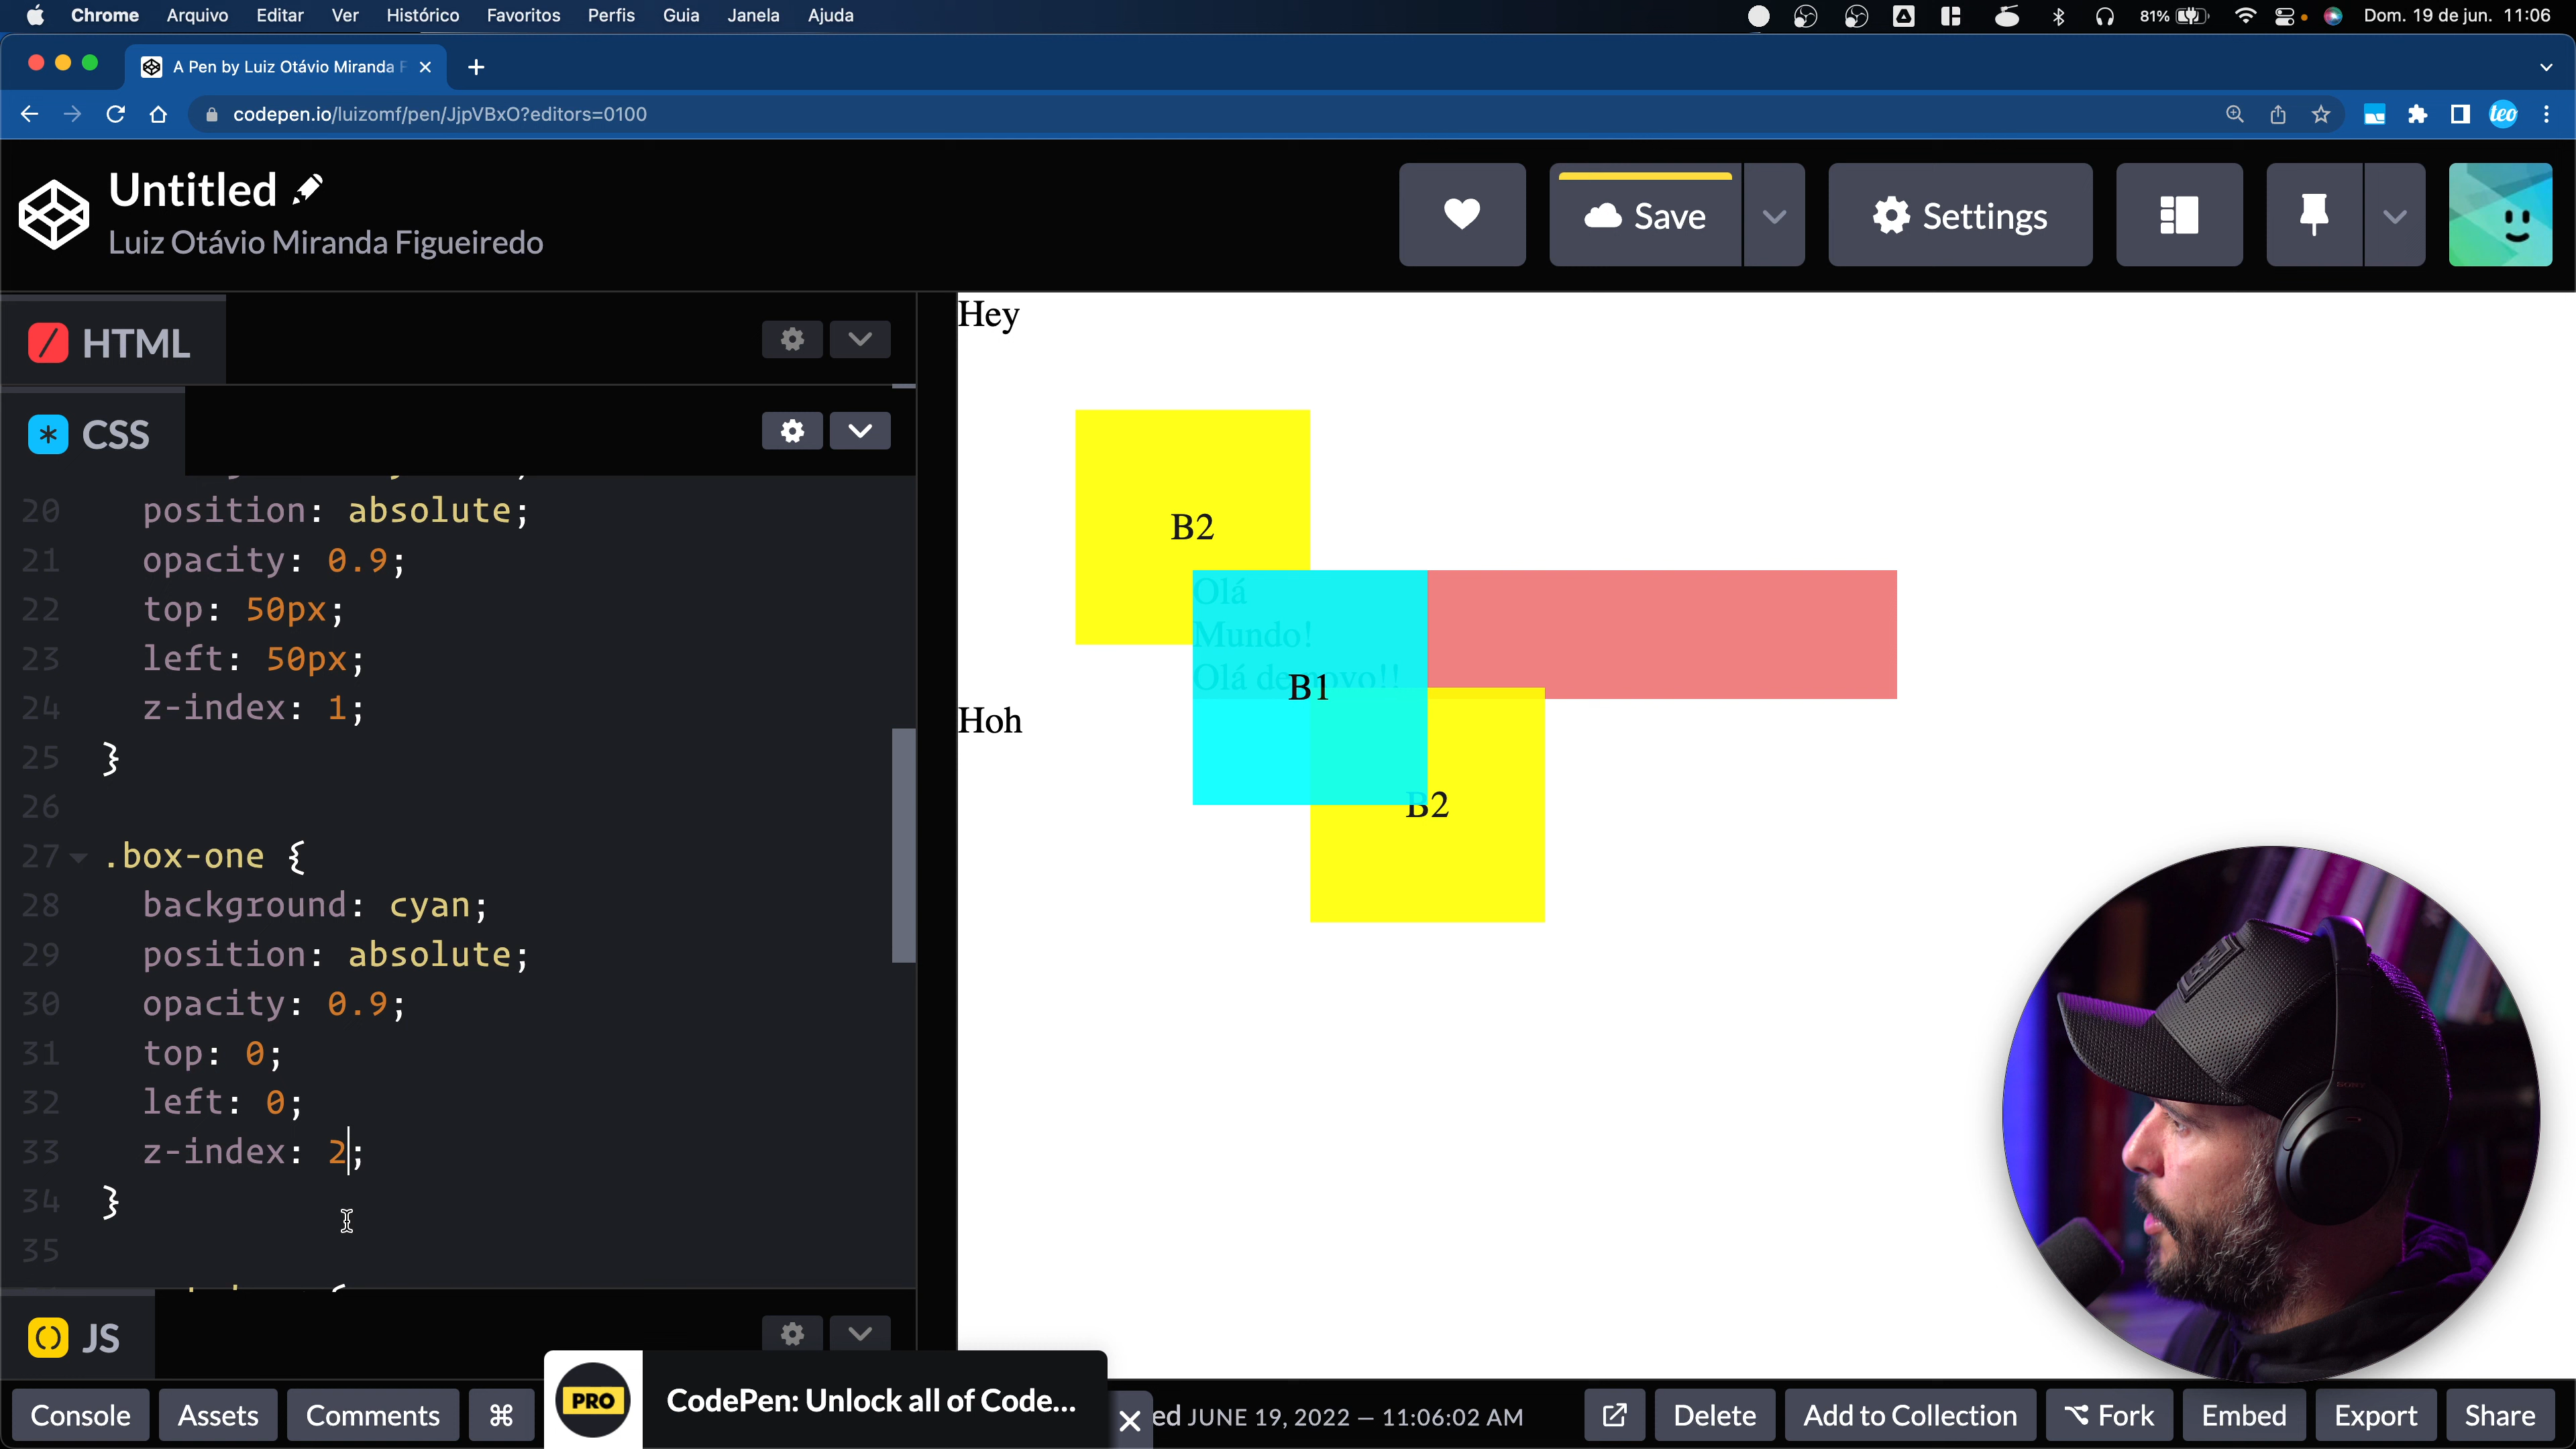 Chrome Arquivo Editar Ver Histórico Favoritos Perfis Guia Janela Ajuda
81%
Dom. 19 de jun. 11:06
A Pen by Luiz Otávio Miranda F
codepen.io/luizomf/pen/JjpVBxO?editors=0100
teo
Untitled
Luiz Otávio Miranda Figueiredo
Save
Settings
HTML
CSS
20 position: absolute;
21 opacity: 0.9;
22 top: 50px;
23 left: 50px;
24 z-index: 1;
25 }
26
27 .box-one {
28 background: cyan;
29 position: absolute;
30 opacity: 0.9;
31 top: 0;
32 left: 0;
33 z-index: 2;
34 }
35
JS
Hey
B2
Olá
Mundo!
Olá de novo!!
B1
Hoh
B2
Console Assets Comments ⌘
PRO
CodePen: Unlock all of Code...
ed JUNE 19, 2022 — 11:06:02 AM
Delete Add to Collection Fork Embed Export Share